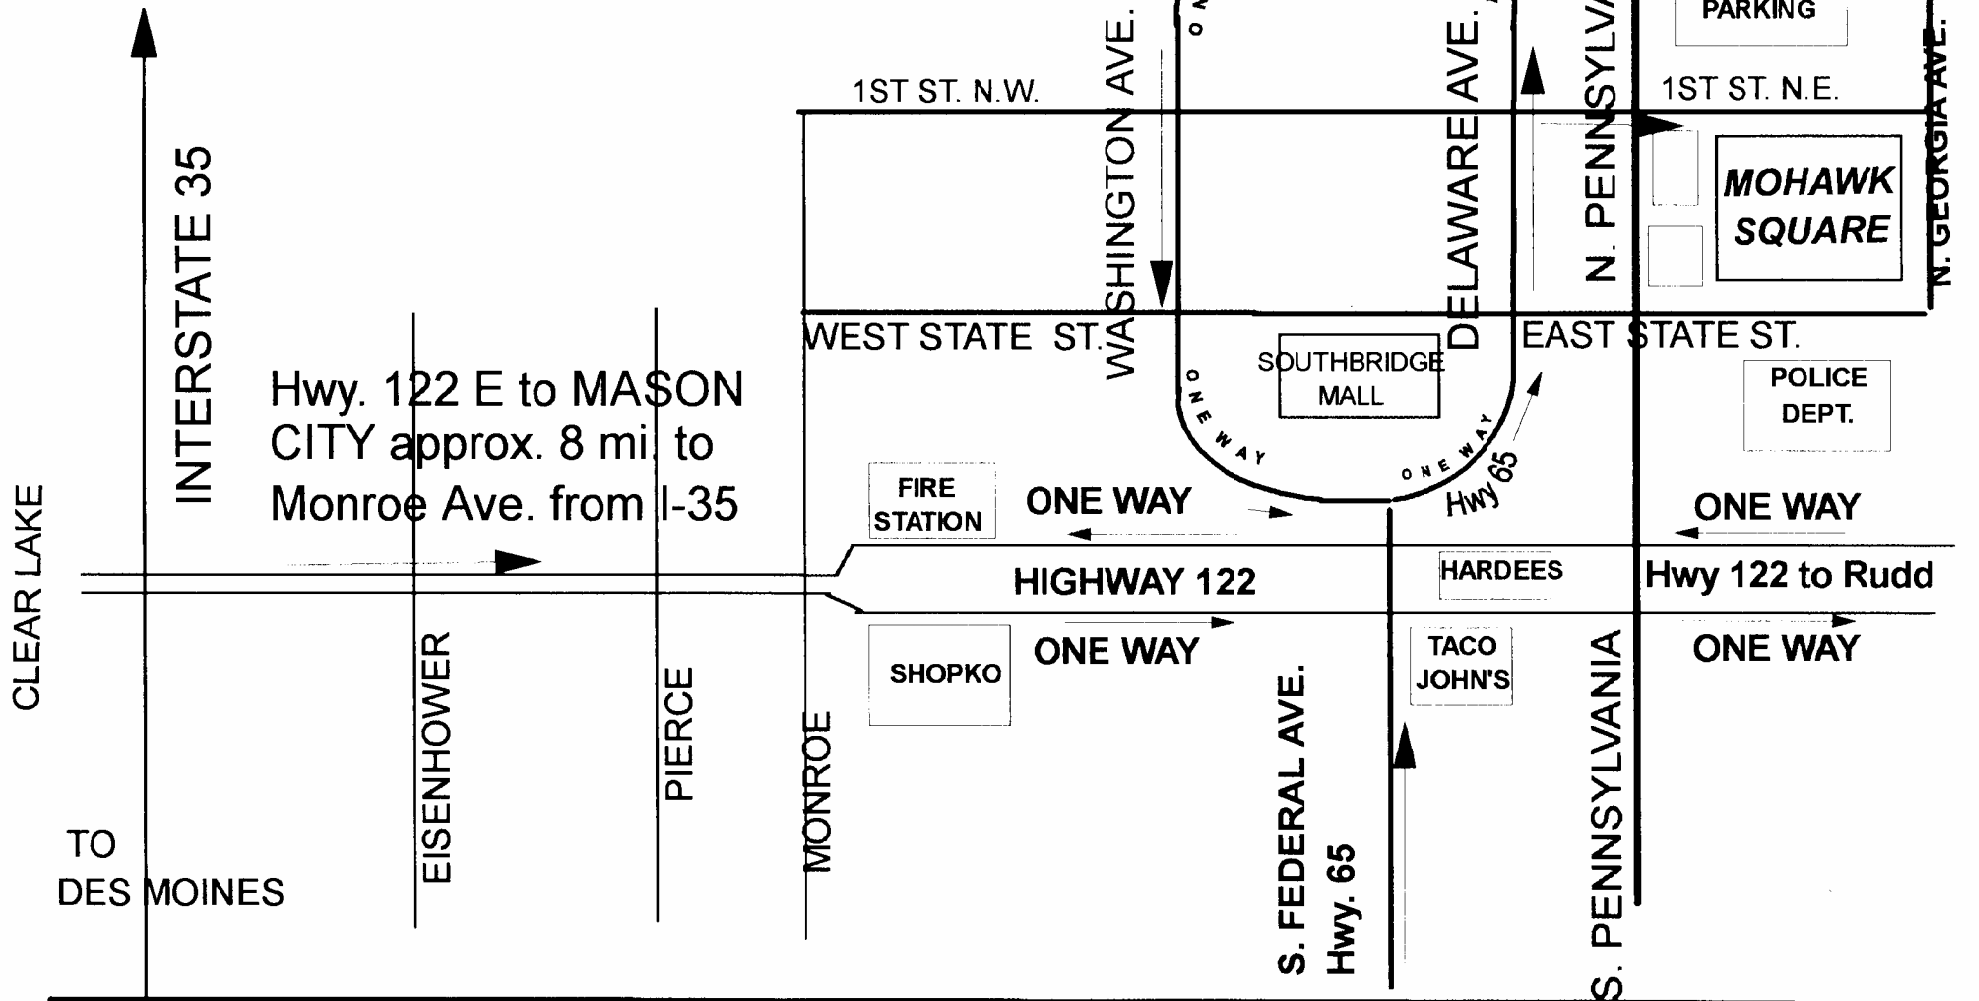 PARKING
1ST ST. N.W.
WASHINGTON AVE.
DELAWARE AVE.
N. PENNSYLVA
1ST ST. N.E.
N. GEORGIA AVE.
MOHAWK
SQUARE
INTERSTATE 35
WEST STATE ST.
EAST STATE ST.
SOUTHBRIDGE
MALL
POLICE
DEPT.
Hwy. 122 E to MASON
CITY approx. 8 mi. to
Monroe Ave. from I-35
ONE WAY
ONE WAY
Hwy 65
FIRE
STATION
ONE WAY
ONE WAY
CLEAR LAKE
HIGHWAY 122
HARDEES
Hwy 122 to Rudd
SHOPKO
ONE WAY
TACO
JOHN'S
ONE WAY
EISENHOWER
PIERCE
MONROE
S. FEDERAL AVE.
Hwy. 65
S. PENNSYLVANIA
TO
DES MOINES